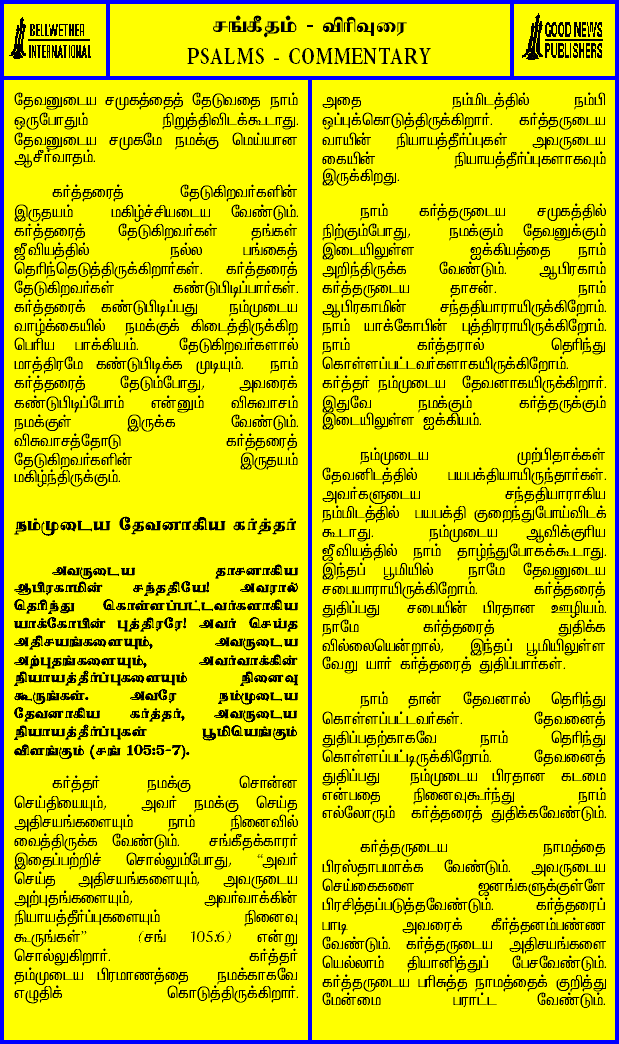 BELLWETHER
INTERNATIONAL
சங்கீதம் - விரிவுரை
PSALMS - COMMENTARY
GOOD NEWS
PUBLISHERS
தேவனுடைய சமுகத்தைத் தேடுவதை நாம்
ஒருபோதும் நிறுத்திவிடக்கூடாது.
தேவனுடைய சமுகமே நமக்கு மெய்யான
ஆசீர்வாதம்.
கர்த்தரைத் தேடுகிறவர்களின்
இருதயம் மகிழ்ச்சியடைய வேண்டும்.
கர்த்தரைத் தேடுகிறவர்கள் தங்கள்
ஜீவியத்தில் நல்ல பங்கைத்
தெரிந்தெடுத்திருக்கிறார்கள். கர்த்தரைத்
தேடுகிறவர்கள் கண்டுபிடிப்பார்கள்.
கர்த்தரைக் கண்டுபிடிப்பது நம்முடைய
வாழ்க்கையில் நமக்குக் கிடைத்திருக்கிற
பெரிய பாக்கியம். தேடுகிறவர்களால்
மாத்திரமே கண்டுபிடிக்க முடியும். நாம்
கர்த்தரைத் தேடும்போது, அவரைக்
கண்டுபிடிப்போம் என்னும் விசுவாசம்
நமக்குள் இருக்க வேண்டும்.
விசுவாசத்தோடு கர்த்தரைத்
தேடுகிறவர்களின் இருதயம்
மகிழ்ந்திருக்கும்.
நம்முடைய தேவனாகிய கர்த்தர்
அவருடைய தாசனாகிய
ஆபிரகாமின் சந்ததியே! அவரால்
தெரிந்து கொள்ளப்பட்டவர்களாகிய
யாக்கோபின் புத்திரரே! அவர் செய்த
அதிசயங்களையும், அவருடைய
அற்புதங்களையும், அவர்வாக்கின்
நியாயத்தீர்ப்புகளையும் நினைவு
கூருங்கள். அவரே நம்முடைய
தேவனாகிய கர்த்தர், அவருடைய
நியாயத்தீர்ப்புகள் பூமியெங்கும்
விளங்கும் (சங் 105:5-7).
கர்த்தர் நமக்கு சொன்ன
செய்தியையும், அவர் நமக்கு செய்த
அதிசயங்களையும் நாம் நினைவில்
வைத்திருக்க வேண்டும். சங்கீதக்காரர்
இதைப்பற்றிச் சொல்லும்போது, "அவர்
செய்த அதிசயங்களையும், அவருடைய
அற்புதங்களையும், அவர்வாக்கின்
நியாயத்தீர்ப்புகளையும் நினைவு
கூருங்கள்" (சங் 105:6) என்று
சொல்லுகிறார். கர்த்தர்
தம்முடைய பிரமாணத்தை நமக்காகவே
எழுதிக் கொடுத்திருக்கிறார்.
அதை நம்மிடத்தில் நம்பி
ஒப்புக்கொடுத்திருக்கிறார். கர்த்தருடைய
வாயின் நியாயத்தீர்ப்புகள் அவருடைய
கையின் நியாயத்தீர்ப்புகளாகவும்
இருக்கிறது.
நாம் கர்த்தருடைய சமுகத்தில்
நிற்கும்போது, நமக்கும் தேவனுக்கும்
இடையிலுள்ள ஐக்கியத்தை நாம்
அறிந்திருக்க வேண்டும். ஆபிரகாம்
கர்த்தருடைய தாசன். நாம்
ஆபிரகாமின் சந்ததியாராயிருக்கிறோம்.
நாம் யாக்கோபின் புத்திரராயிருக்கிறோம்.
நாம் கர்த்தரால் தெரிந்து
கொள்ளப்பட்டவர்களாகயிருக்கிறோம்.
கர்த்தர் நம்முடைய தேவனாகயிருக்கிறார்.
இதுவே நமக்கும் கர்த்தருக்கும்
இடையிலுள்ள ஐக்கியம்.
நம்முடைய முற்பிதாக்கள்
தேவனிடத்தில் பயபக்தியாயிருந்தார்கள்.
அவர்களுடைய சந்ததியாராகிய
நம்மிடத்தில் பயபக்தி குறைந்துபோய்விடக்
கூடாது. நம்முடைய ஆவிக்குரிய
ஜீவியத்தில் நாம் தாழ்ந்துபோகக்கூடாது.
இந்தப் பூமியில் நாமே தேவனுடைய
சபையாராயிருக்கிறோம். கர்த்தரைத்
துதிப்பது சபையின் பிரதான ஊழியம்.
நாமே கர்த்தரைத் துதிக்க
வில்லையென்றால், இந்தப் பூமியிலுள்ள
வேறு யார் கர்த்தரைத் துதிப்பார்கள்.
நாம் தான் தேவனால் தெரிந்து
கொள்ளப்பட்டவர்கள். தேவனைத்
துதிப்பதற்காகவே நாம் தெரிந்து
கொள்ளப்பட்டிருக்கிறோம். தேவனைத்
துதிப்பது நம்முடைய பிரதான கடமை
என்பதை நினைவுகூர்ந்து நாம்
எல்லோரும் கர்த்தரைத் துதிக்கவேண்டும்.
கர்த்தருடைய நாமத்தை
பிரஸ்தாபமாக்க வேண்டும். அவருடைய
செய்கைகளை ஜனங்களுக்குள்ளே
பிரசித்தப்படுத்தவேண்டும். கர்த்தரைப்
பாடி அவரைக் கீர்த்தனம்பண்ண
வேண்டும். கர்த்தருடைய அதிசயங்களை
யெல்லாம் தியானித்துப் பேசவேண்டும்.
கர்த்தருடைய பரிசுத்த நாமத்தைக் குறித்து
மேன்மை பராட்ட வேண்டும்.